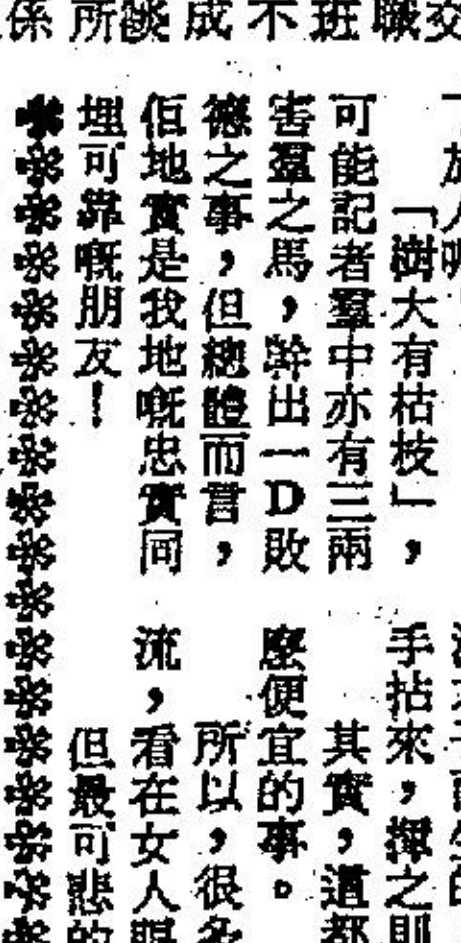 交
職
班
不
成
談
所
係
「樹大有枯枝」，
可能記者羣中亦有三兩
害羣之馬，幹出一D敗
德之事，但總體而言，
佢地實是我地嘅忠實同
埋可靠嘅朋友！
手拈來，揮之則
其實，這都
麼便宜的事。
所以，很多
流，看在女人眼
但最可悲的